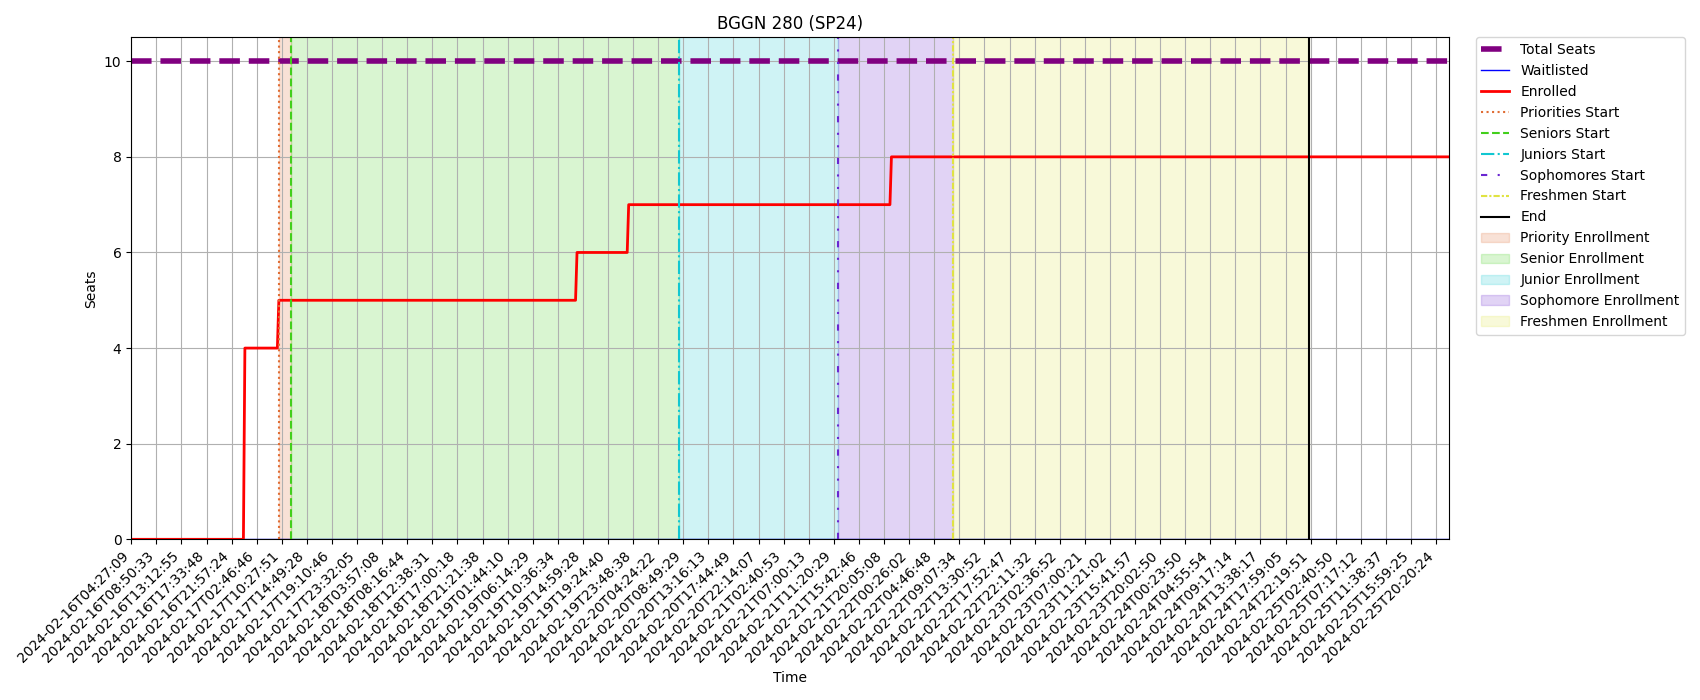 BGGN 280 (SP24)
10
8
6
4
2
0
Seats
2024-02-16T04:27:09
2024-02-16T08:50:33
2024-02-16T13:12:55
2024-02-16T17:33:48
2024-02-16T21:57:24
2024-02-17T02:46:46
2024-02-17T10:27:51
2024-02-17T14:49:28
2024-02-17T19:10:46
2024-02-17T23:32:05
2024-02-18T03:57:08
2024-02-18T08:16:44
2024-02-18T12:38:31
2024-02-18T17:00:18
2024-02-18T21:21:38
2024-02-19T01:44:10
2024-02-19T06:14:29
2024-02-19T10:36:34
2024-02-19T14:59:28
2024-02-19T19:24:40
2024-02-19T23:48:38
2024-02-20T04:24:22
2024-02-20T08:49:29
2024-02-20T13:16:13
2024-02-20T17:44:49
2024-02-20T22:14:07
2024-02-21T02:40:53
2024-02-21T07:00:13
2024-02-21T11:20:29
2024-02-21T15:42:46
2024-02-21T20:05:08
2024-02-22T00:26:02
2024-02-22T04:46:48
2024-02-22T09:07:34
2024-02-22T13:30:52
2024-02-22T17:52:47
2024-02-22T22:11:32
2024-02-23T02:36:52
2024-02-23T07:00:21
2024-02-23T11:21:02
2024-02-23T15:41:57
2024-02-23T20:02:50
2024-02-24T00:23:50
2024-02-24T04:55:54
2024-02-24T09:17:14
2024-02-24T13:38:17
2024-02-24T17:59:05
2024-02-24T22:19:51
2024-02-25T02:40:50
2024-02-25T07:17:12
2024-02-25T11:38:37
2024-02-25T15:59:25
2024-02-25T20:20:24
Time
Total Seats
Waitlisted
Enrolled
Priorities Start
Seniors Start
Juniors Start
Sophomores Start
Freshmen Start
End
Priority Enrollment
Senior Enrollment
Junior Enrollment
Sophomore Enrollment
Freshmen Enrollment